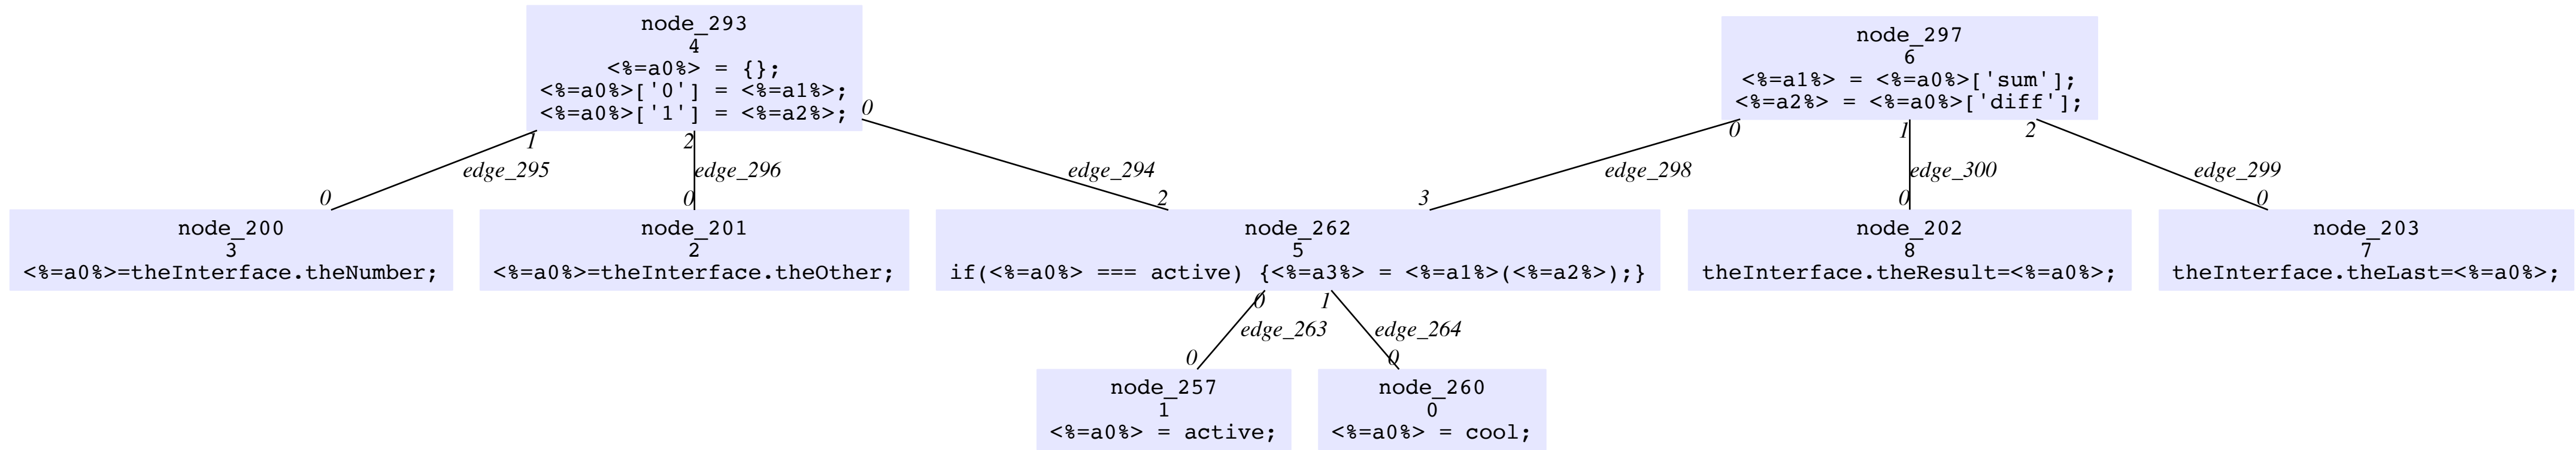 node_293
4
<%=a0%> = {};
<%=a0%>['0'] = <%=a1%>;
<%=a0%>['1'] = <%=a2%>;
node_297
6
<%=a1%> = <%=a0%>['sum'];
<%=a2%> = <%=a0%>['diff'];
0
1
2
0
1
2
edge_295
edge_296
edge_294
edge_298
edge_300
edge_299
0
0
2
3
0
0
node_200
3
<%=a0%>=theInterface.theNumber;
node_201
2
<%=a0%>=theInterface.theOther;
node_262
5
if(<%=a0%> === active) {<%=a3%> = <%=a1%>(<%=a2%>);}
node_202
8
theInterface.theResult=<%=a0%>;
node_203
7
theInterface.theLast=<%=a0%>;
0
1
edge_263
edge_264
0
0
node_257
1
<%=a0%> = active;
node_260
0
<%=a0%> = cool;